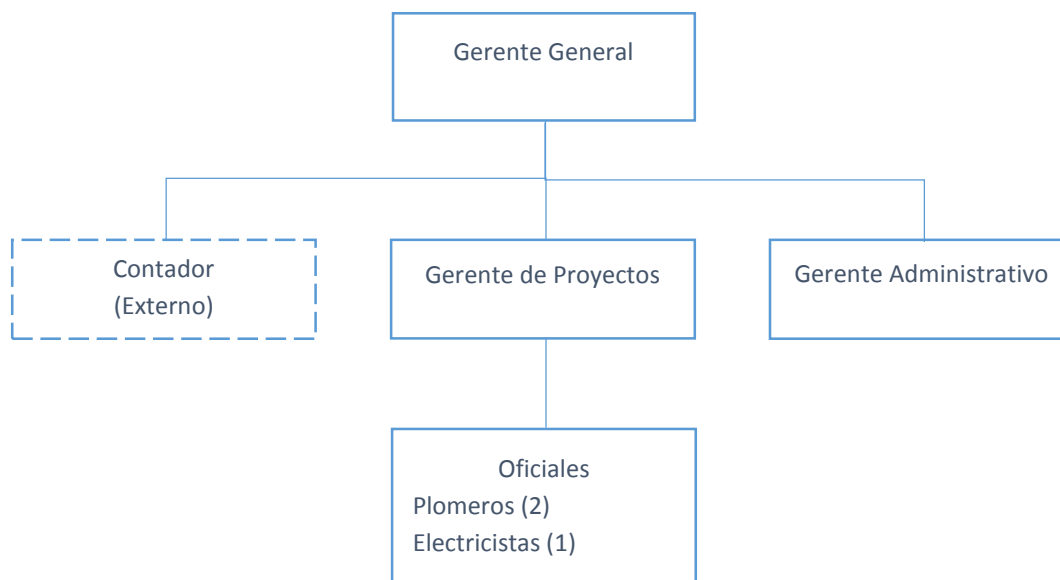 Gerente General
Contador
(Externo)
Gerente de Proyectos
Gerente Administrativo
Oficiales
Plomeros (2)
Electricistas (1)